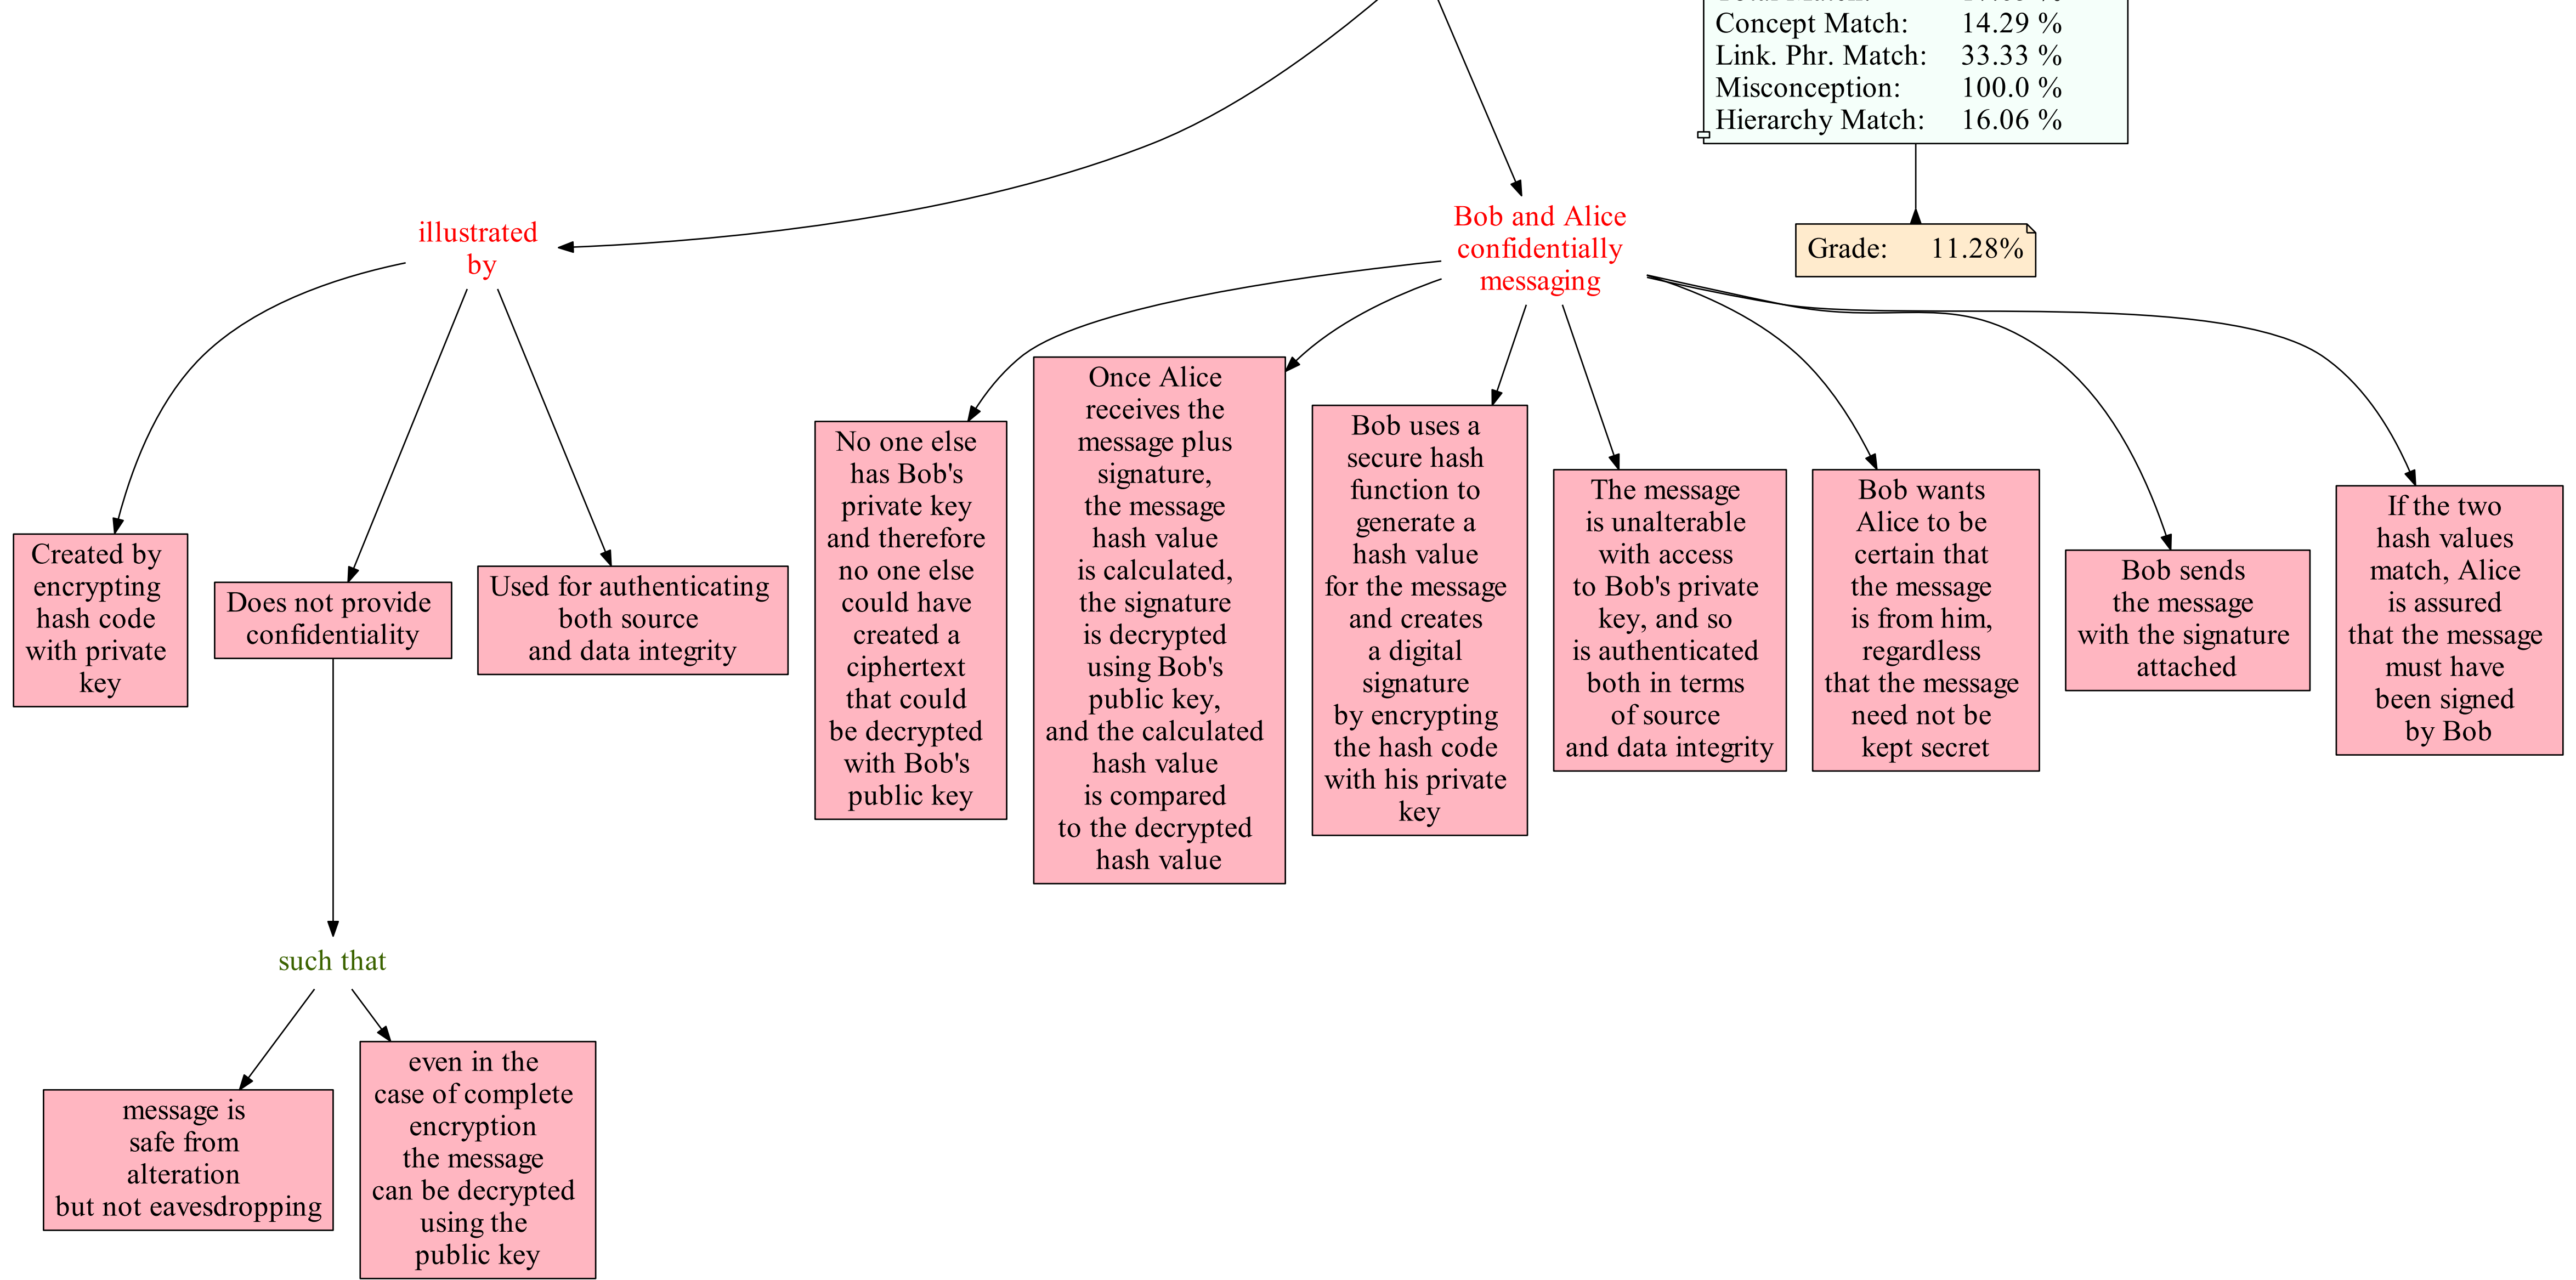 Concept Match: 14.29 %
Link. Phr. Match: 33.33 %
Misconception: 100.0 %
Hierarchy Match: 16.06 %
Grade: 11.28%
illustrated
by
Bob and Alice
confidentially
messaging
Created by
encrypting
hash code
with private
key
Does not provide
confidentiality
Used for authenticating
both source
and data integrity
No one else
has Bob's
private key
and therefore
no one else
could have
created a
ciphertext
that could
be decrypted
with Bob's
public key
Once Alice
receives the
message plus
signature,
the message
hash value
is calculated,
the signature
is decrypted
using Bob's
public key,
and the calculated
hash value
is compared
to the decrypted
hash value
Bob uses a
secure hash
function to
generate a
hash value
for the message
and creates
a digital
signature
by encrypting
the hash code
with his private
key
The message
is unalterable
with access
to Bob's private
key, and so
is authenticated
both in terms
of source
and data integrity
Bob wants
Alice to be
certain that
the message
is from him,
regardless
that the message
need not be
kept secret
Bob sends
the message
with the signature
attached
If the two
hash values
match, Alice
is assured
that the message
must have
been signed
by Bob
such that
message is
safe from
alteration
but not eavesdropping
even in the
case of complete
encryption
the message
can be decrypted
using the
public key